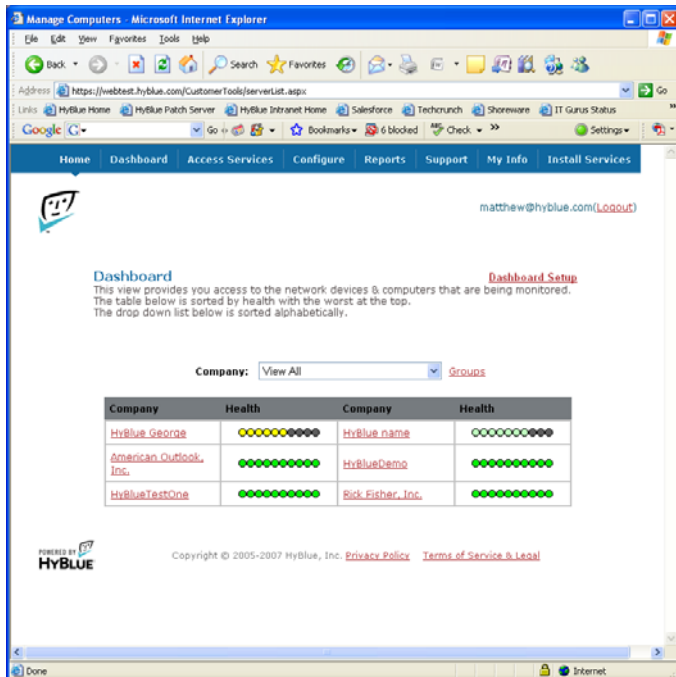 Manage Computers - Microsoft Internet Explorer
File Edit View Favorites Tools Help
Back Search Favorites
Address https://webtest.hyblue.com/CustomerTools/serverList.aspx Go
Links HyBlue Home HyBlue Patch Server HyBlue Intranet Home Salesforce Techcrunch Shoreware IT Gurus Status »
Google G Go Bookmarks 6 blocked ABC Check » Settings
Home Dashboard Access Services Configure Reports Support My Info Install Services
matthew@hyblue.com(Logout)
Dashboard Dashboard Setup
This view provides you access to the network devices & computers that are being monitored.
The table below is sorted by health with the worst at the top.
The drop down list below is sorted alphabetically.
Company: View All Groups
Company Health Company Health
HyBlue George HyBlue name
American Outlook, Inc. HyBlueDemo
HyBlueTestOne Rick Fisher, Inc.
POWERED BY
HYBLUE
Copyright © 2005-2007 HyBlue, Inc. Privacy Policy Terms of Service & Legal
Done Internet